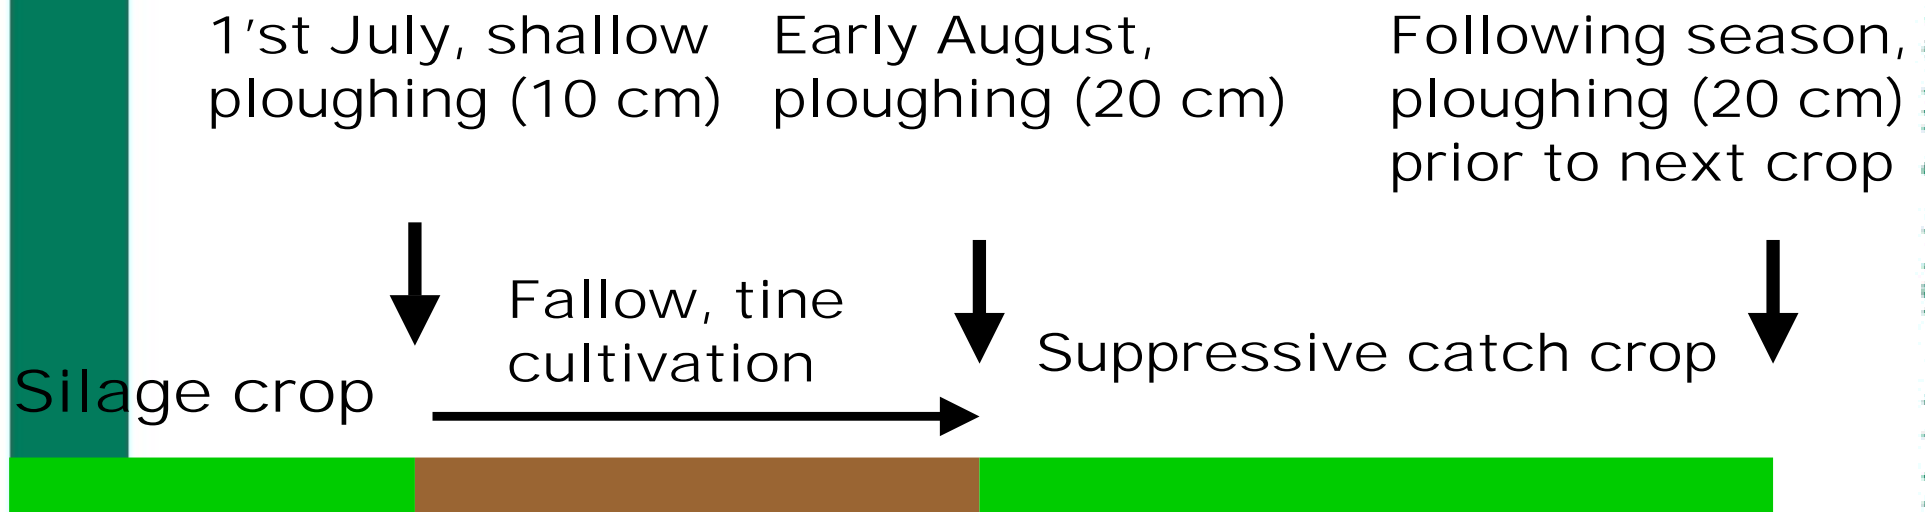 1’st July, shallow
ploughing (10 cm)
Early August,
ploughing (20 cm)
Following season,
ploughing (20 cm)
prior to next crop
Fallow, tine
cultivation
Suppressive catch crop
Silage crop